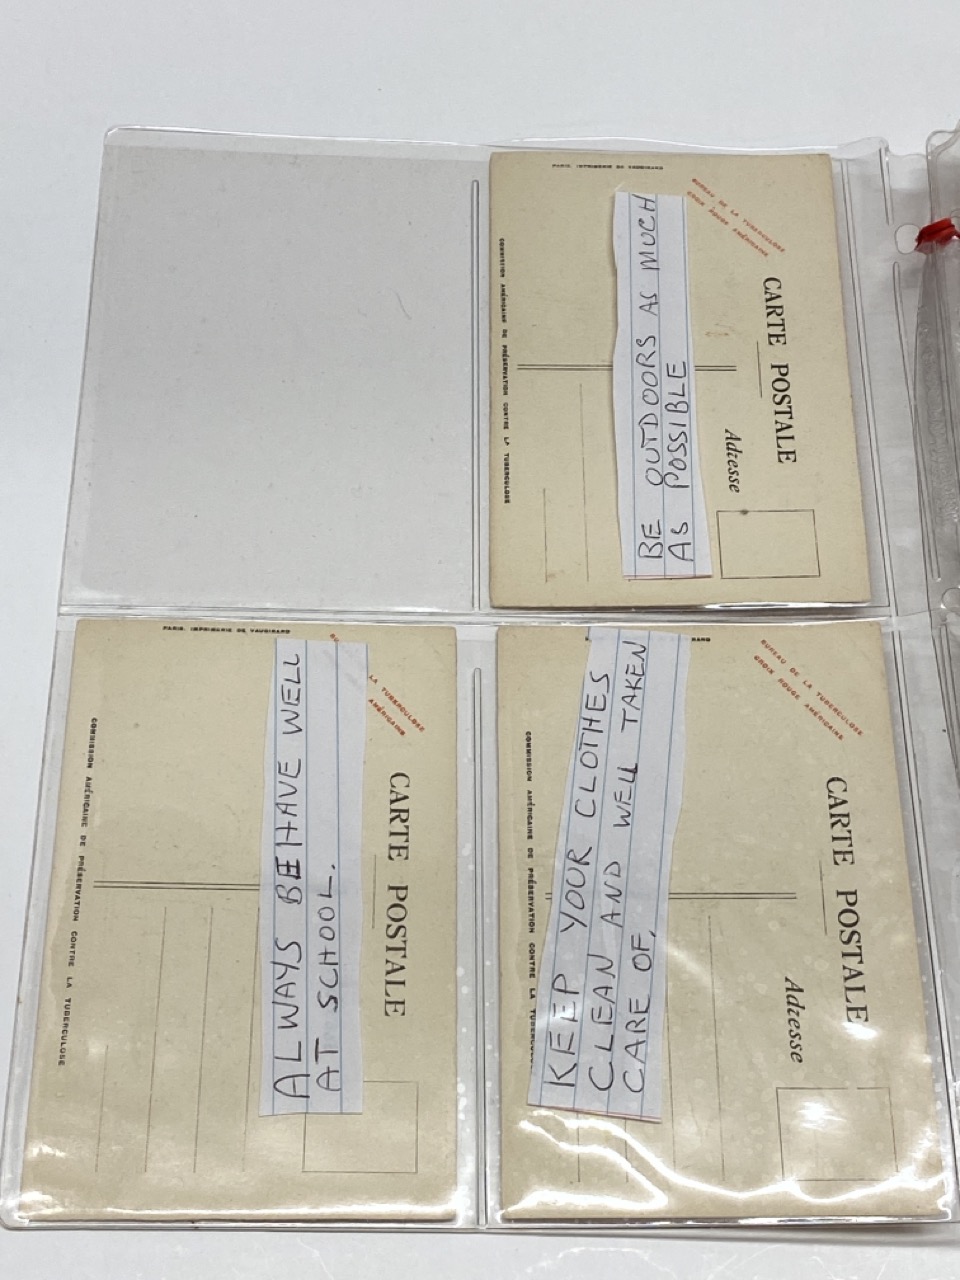 PARIS. IMPRIMERIE DE VAUGIRARD
BUREAU DE LA TUBERCULOSE
CROIX ROUGE AMÉRICAINE
CARTE POSTALE
Adresse
BE OUTDOORS AS MUCH
AS POSSIBLE
COMMISSION AMÉRICAINE DE PRÉSERVATION CONTRE LA TUBERCULOSE
PARIS. IMPRIMERIE DE VAUGIRARD
LA TUBERCULOSE
AMÉRICAINE
CARTE POSTALE
ALWAYS BEHAVE WELL
AT SCHOOL.
COMMISSION AMÉRICAINE DE PRÉSERVATION CONTRE LA TUBERCULOSE
BUREAU DE LA TUBERCULOSE
CROIX ROUGE AMÉRICAINE
CARTE POSTALE
Adresse
KEEP YOUR CLOTHES
CLEAN AND WELL TAKEN
CARE OF.
COMMISSION AMÉRICAINE DE PRÉSERVATION CONTRE LA TUBERCULOSE